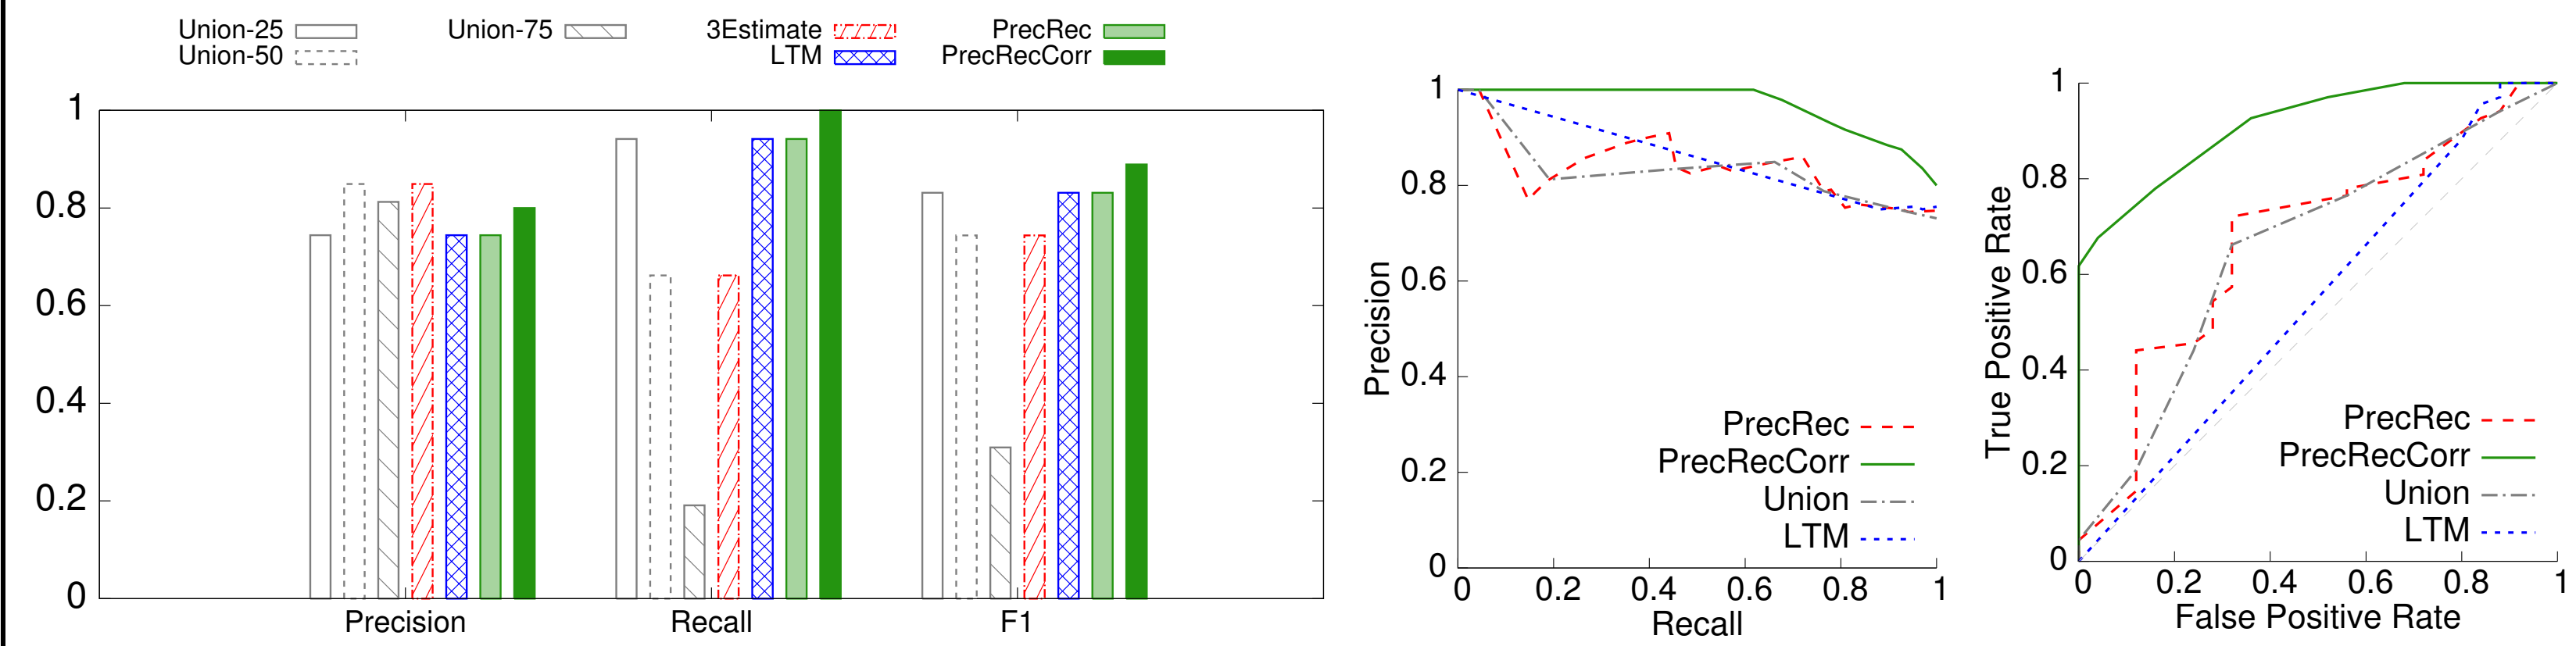 Union-25
Union-50
Union-75
3Estimate
LTM
PrecRec
PrecRecCorr
1
0.8
0.6
0.4
0.2
0
Precision
Recall
F1
Precision
1
0.8
0.6
0.4
0.2
0
PrecRec
PrecRecCorr
Union
LTM
0 0.2 0.4 0.6 0.8 1
Recall
True Positive Rate
1
0.8
0.6
0.4
0.2
0
PrecRec
PrecRecCorr
Union
LTM
0 0.2 0.4 0.6 0.8 1
False Positive Rate